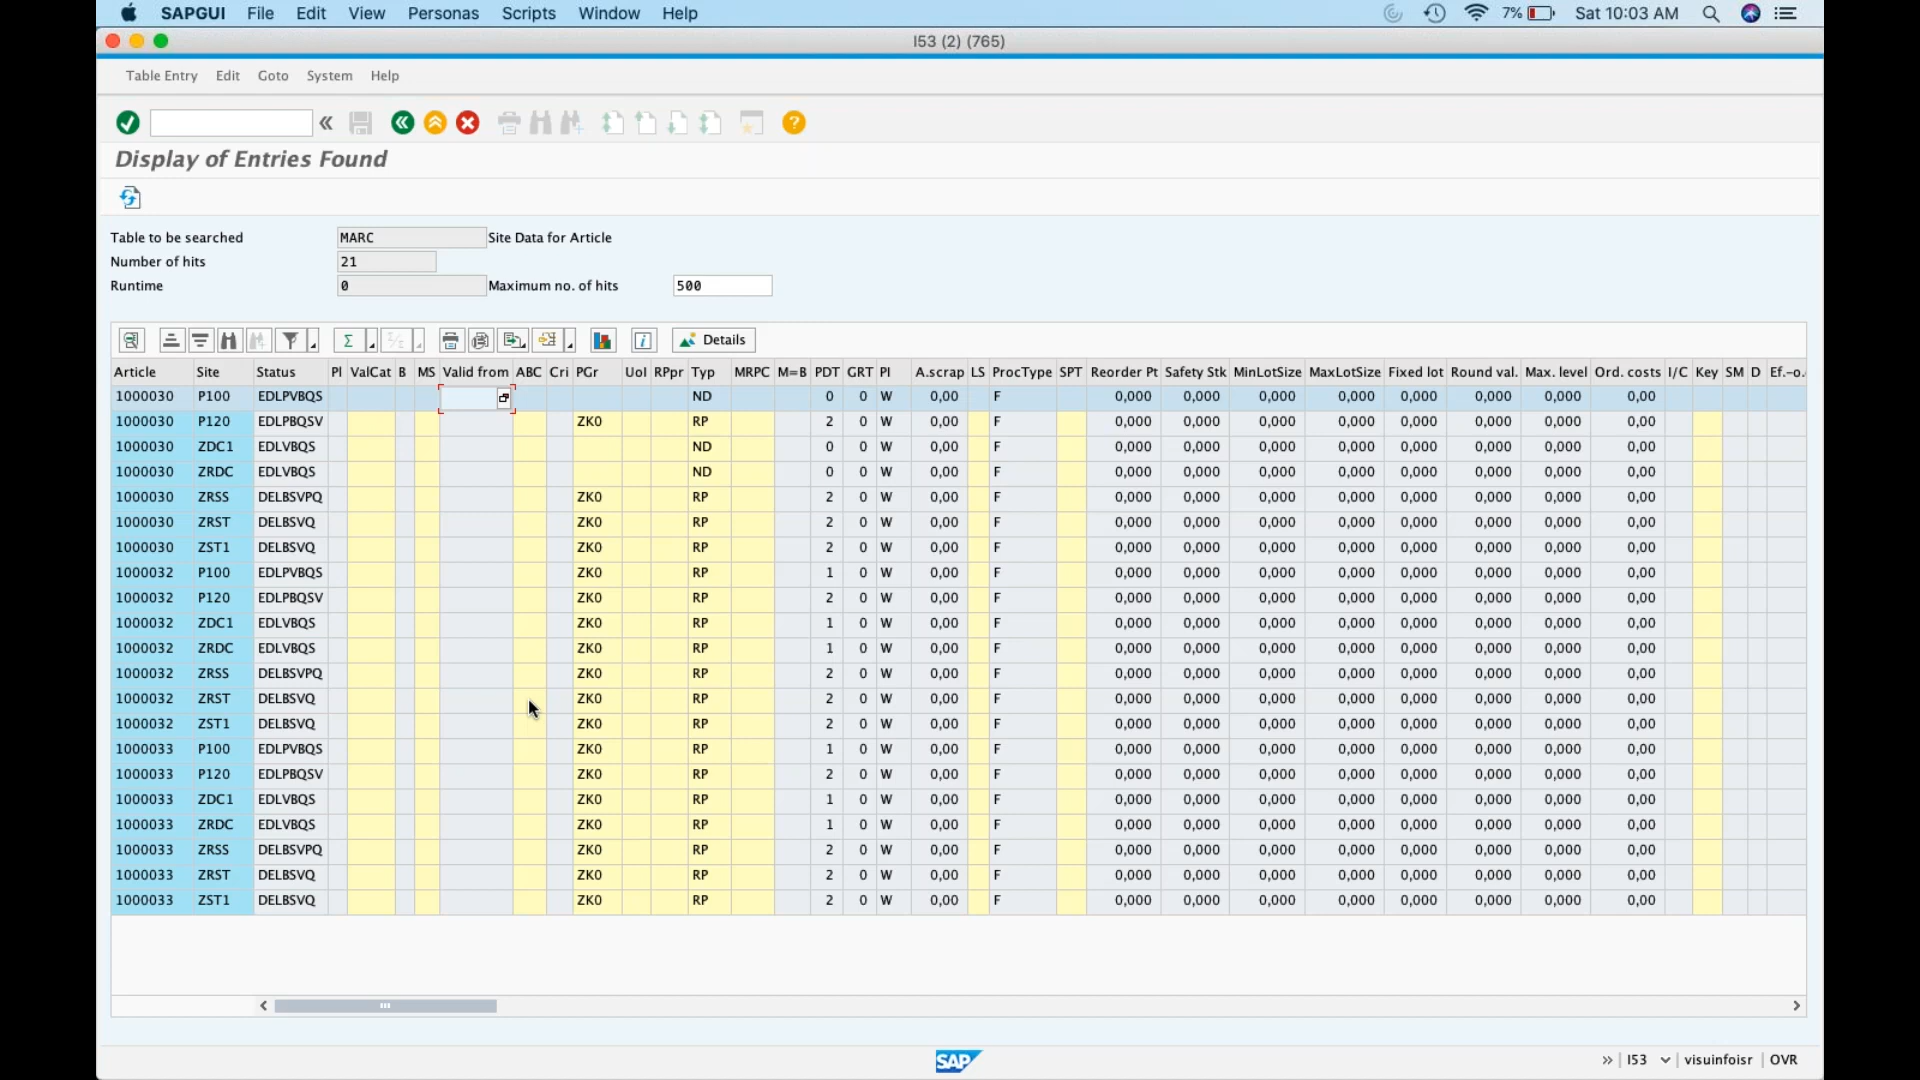 SAPGUI File Edit View Personas Scripts Window Help 7% Sat 10:03 AM
I53 (2) (765)
Table Entry Edit Goto System Help
Display of Entries Found
Table to be searched MARC Site Data for Article
Number of hits 21
Runtime 0 Maximum no. of hits 500
Details
Article Site Status Pl ValCat B MS Valid from ABC Cri PGr UoI RPpr Typ MRPC M=B PDT GRT PI A.scrap LS ProcType SPT Reorder Pt Safety Stk MinLotSize MaxLotSize Fixed lot Round val. Max. level Ord. costs I/C Key SM D Ef.-o.
1000030 P100 EDLPVBQS ND 0 0 W 0,00 F 0,000 0,000 0,000 0,000 0,000 0,000 0,000 0,00
1000030 P120 EDLPBQSV ZK0 RP 2 0 W 0,00 F 0,000 0,000 0,000 0,000 0,000 0,000 0,000 0,00
1000030 ZDC1 EDLVBQS ND 0 0 W 0,00 F 0,000 0,000 0,000 0,000 0,000 0,000 0,000 0,00
1000030 ZRDC EDLVBQS ND 0 0 W 0,00 F 0,000 0,000 0,000 0,000 0,000 0,000 0,000 0,00
1000030 ZRSS DELBSVPQ ZK0 RP 2 0 W 0,00 F 0,000 0,000 0,000 0,000 0,000 0,000 0,000 0,00
1000030 ZRST DELBSVQ ZK0 RP 2 0 W 0,00 F 0,000 0,000 0,000 0,000 0,000 0,000 0,000 0,00
1000030 ZST1 DELBSVQ ZK0 RP 2 0 W 0,00 F 0,000 0,000 0,000 0,000 0,000 0,000 0,000 0,00
1000032 P100 EDLPVBQS ZK0 RP 1 0 W 0,00 F 0,000 0,000 0,000 0,000 0,000 0,000 0,000 0,00
1000032 P120 EDLPBQSV ZK0 RP 2 0 W 0,00 F 0,000 0,000 0,000 0,000 0,000 0,000 0,000 0,00
1000032 ZDC1 EDLVBQS ZK0 RP 1 0 W 0,00 F 0,000 0,000 0,000 0,000 0,000 0,000 0,000 0,00
1000032 ZRDC EDLVBQS ZK0 RP 1 0 W 0,00 F 0,000 0,000 0,000 0,000 0,000 0,000 0,000 0,00
1000032 ZRSS DELBSVPQ ZK0 RP 2 0 W 0,00 F 0,000 0,000 0,000 0,000 0,000 0,000 0,000 0,00
1000032 ZRST DELBSVQ ZK0 RP 2 0 W 0,00 F 0,000 0,000 0,000 0,000 0,000 0,000 0,000 0,00
1000032 ZST1 DELBSVQ ZK0 RP 2 0 W 0,00 F 0,000 0,000 0,000 0,000 0,000 0,000 0,000 0,00
1000033 P100 EDLPVBQS ZK0 RP 1 0 W 0,00 F 0,000 0,000 0,000 0,000 0,000 0,000 0,000 0,00
1000033 P120 EDLPBQSV ZK0 RP 2 0 W 0,00 F 0,000 0,000 0,000 0,000 0,000 0,000 0,000 0,00
1000033 ZDC1 EDLVBQS ZK0 RP 1 0 W 0,00 F 0,000 0,000 0,000 0,000 0,000 0,000 0,000 0,00
1000033 ZRDC EDLVBQS ZK0 RP 1 0 W 0,00 F 0,000 0,000 0,000 0,000 0,000 0,000 0,000 0,00
1000033 ZRSS DELBSVPQ ZK0 RP 2 0 W 0,00 F 0,000 0,000 0,000 0,000 0,000 0,000 0,000 0,00
1000033 ZRST DELBSVQ ZK0 RP 2 0 W 0,00 F 0,000 0,000 0,000 0,000 0,000 0,000 0,000 0,00
1000033 ZST1 DELBSVQ ZK0 RP 2 0 W 0,00 F 0,000 0,000 0,000 0,000 0,000 0,000 0,000 0,00
SAP I53 visuinfoisr OVR